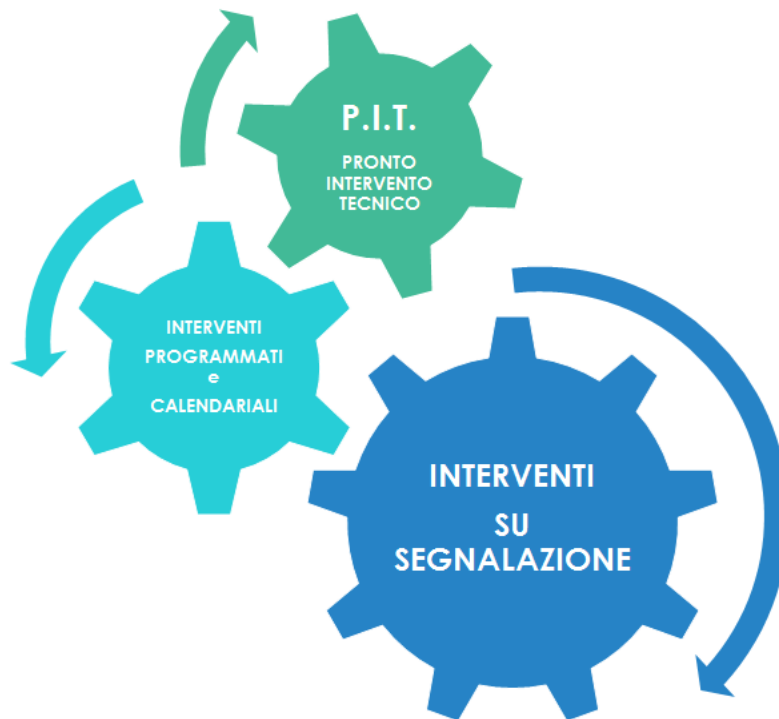 P.I.T.
PRONTO
INTERVENTO
TECNICO
INTERVENTI
PROGRAMMATI
e
CALENDARIALI
INTERVENTI
SU
SEGNALAZIONE